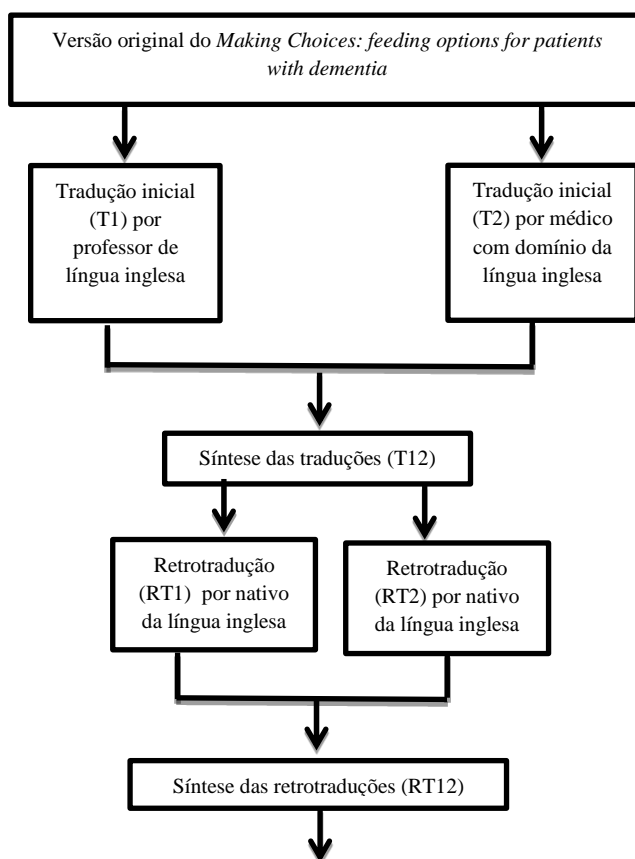 Versão original do Making Choices: feeding options for patients
with dementia
Tradução inicial
(T1) por
professor de
língua inglesa
Tradução inicial
(T2) por médico
com domínio da
língua inglesa
Síntese das traduções (T12)
Retrotradução
(RT1) por nativo
da língua inglesa
Retrotradução
(RT2) por nativo
da língua inglesa
Síntese das retrotraduções (RT12)